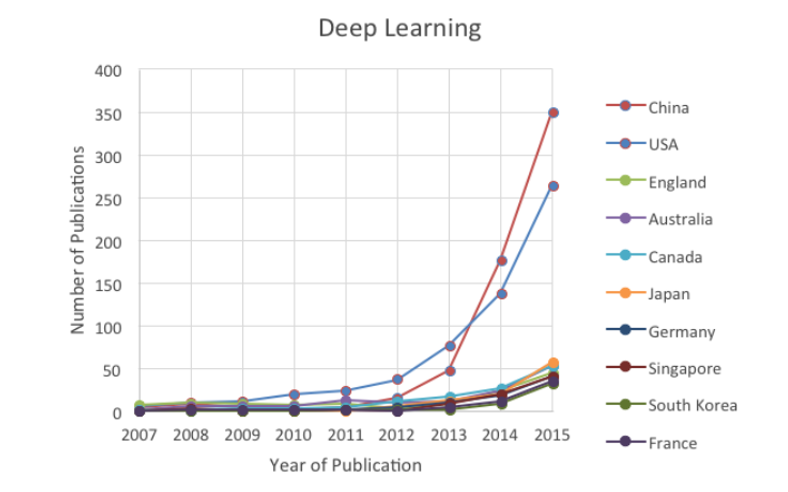 Deep Learning
400
350
300
250
200
150
100
50
0
Number of Publications
2007 2008 2009 2010 2011 2012 2013 2014 2015
Year of Publication
China
USA
England
Australia
Canada
Japan
Germany
Singapore
South Korea
France